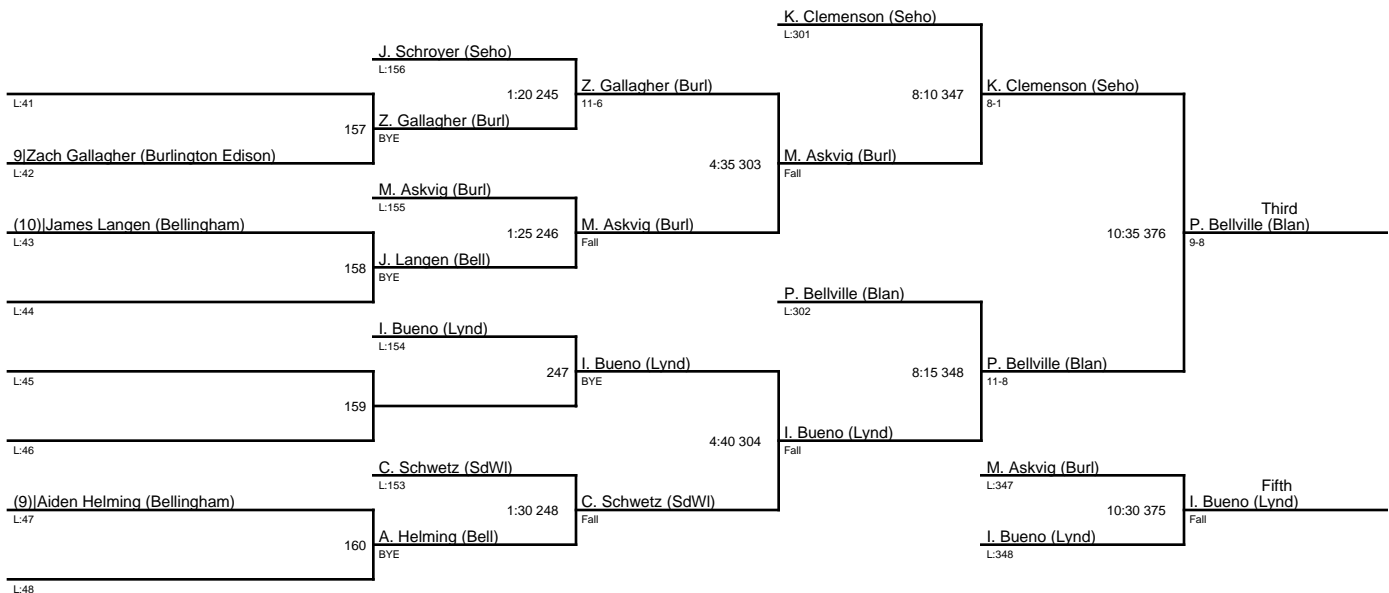 K. Clemenson (Seho)
L:301
J. Schroyer (Seho)
L:156
1:20 245
Z. Gallagher (Burl)
11-6
8:10 347
K. Clemenson (Seho)
8-1
L:41
157
Z. Gallagher (Burl)
BYE
9|Zach Gallagher (Burlington Edison)
L:42
4:35 303
M. Askvig (Burl)
Fall
M. Askvig (Burl)
L:155
(10)|James Langen (Bellingham)
L:43
1:25 246
M. Askvig (Burl)
Fall
10:35 376
Third
P. Bellville (Blan)
9-8
158
J. Langen (Bell)
BYE
L:44
P. Bellville (Blan)
L:302
I. Bueno (Lynd)
L:154
L:45
247
I. Bueno (Lynd)
BYE
8:15 348
P. Bellville (Blan)
11-8
159
L:46
4:40 304
I. Bueno (Lynd)
Fall
C. Schwetz (SdWl)
L:153
M. Askvig (Burl)
L:347
(9)|Aiden Helming (Bellingham)
L:47
1:30 248
C. Schwetz (SdWl)
Fall
10:30 375
Fifth
I. Bueno (Lynd)
Fall
160
A. Helming (Bell)
BYE
I. Bueno (Lynd)
L:348
L:48